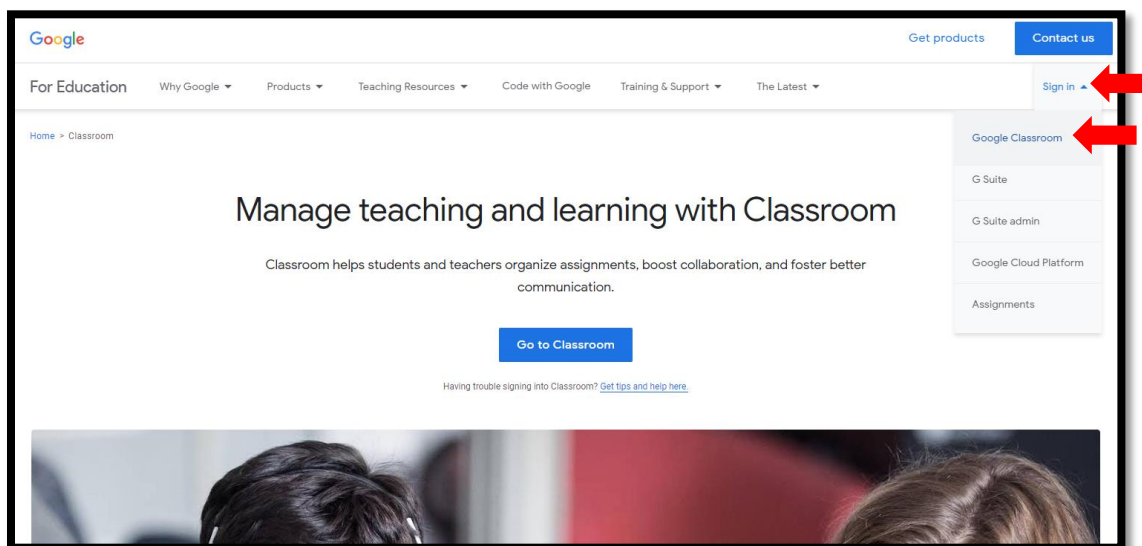 Google
Get products
Contact us
For Education
Why Google
Products
Teaching Resources
Code with Google
Training & Support
The Latest
Sign in
Home > Classroom
Google Classroom
G Suite
G Suite admin
Google Cloud Platform
Assignments
Manage teaching and learning with Classroom
Classroom helps students and teachers organize assignments, boost collaboration, and foster better
communication.
Go to Classroom
Having trouble signing into Classroom? Get tips and help here.